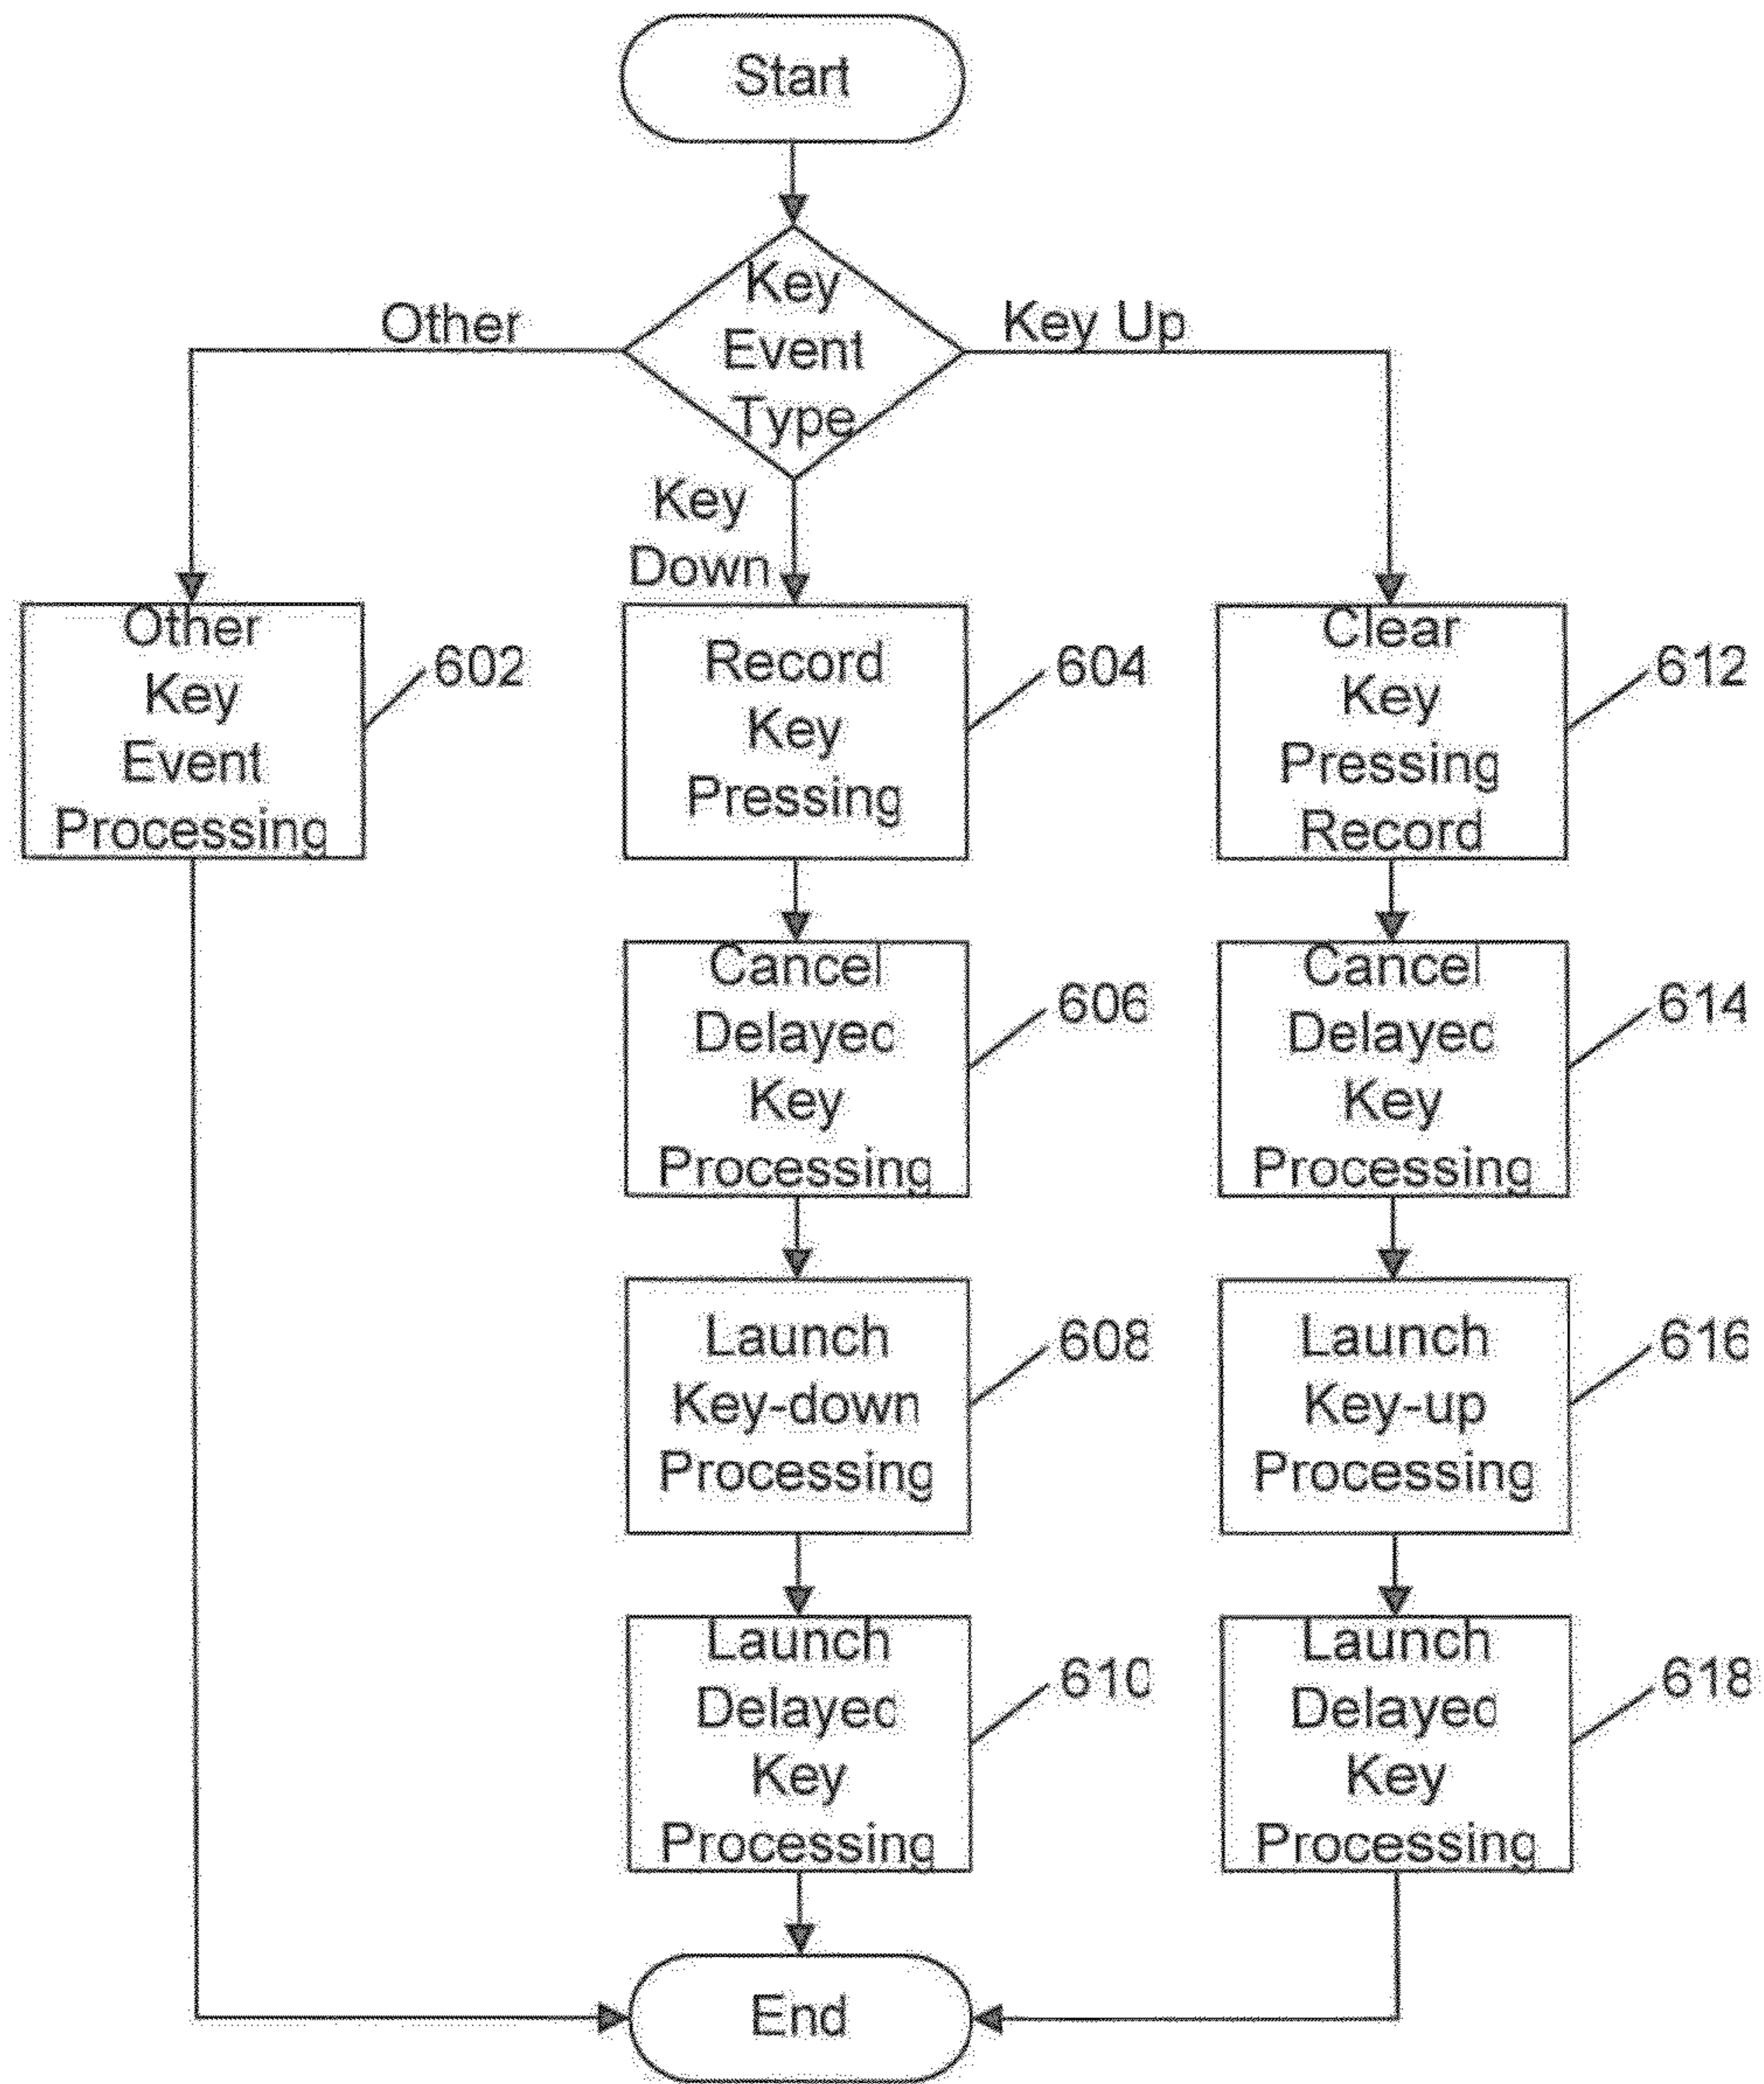 Start
Key
Event
Type
Other
Key Up
Key
Down
Other
Key
Event
Processing
602
Record
Key
Pressing
604
Clear
Key
Pressing
Record
612
Cancel
Delayed
Key
Processing
606
Cancel
Delayed
Key
Processing
614
Launch
Key-down
Processing
608
Launch
Key-up
Processing
616
Launch
Delayed
Key
Processing
610
Launch
Delayed
Key
Processing
618
End